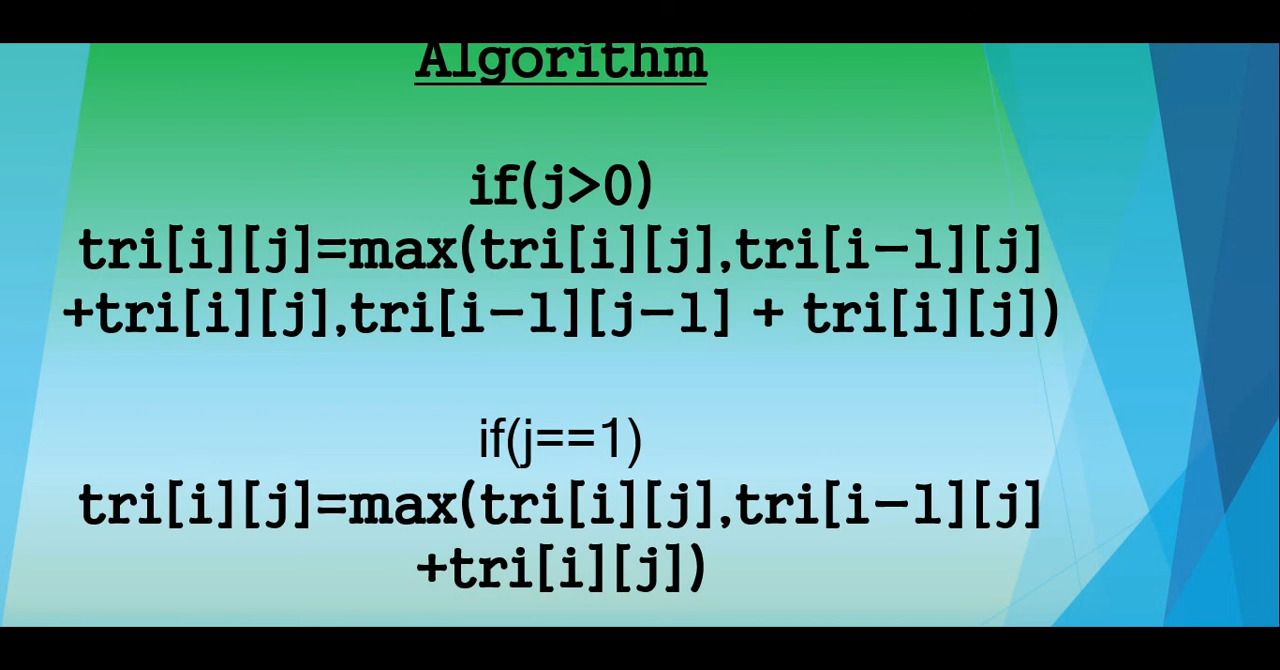 Algorithm
if(j>0)
tri[i][j]=max(tri[i][j],tri[i-1][j]
+tri[i][j],tri[i-1][j-1] + tri[i][j])
if(j==1)
tri[i][j]=max(tri[i][j],tri[i-1][j]
+tri[i][j])